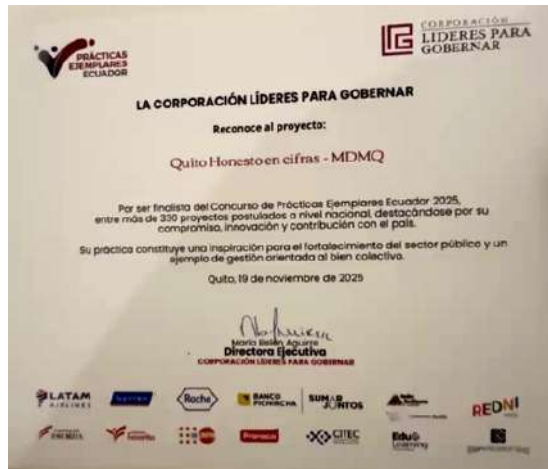 PRÁCTICAS
EJEMPLARES
ECUADOR
CORPORACIÓN
LIDERES PARA
GOBERNAR
LA CORPORACIÓN LÍDERES PARA GOBERNAR
Reconoce al proyecto:
Quito Honesto en cifras - MDMQ
Por ser finalista del Concurso de Prácticas Ejemplares Ecuador 2025,
entre más de 330 proyectos postulados a nivel nacional, destacándose por su
compromiso, innovación y contribución con el país.
Su práctica constituye una inspiración para el fortalecimiento del sector público y un
ejemplo de gestión orientada al bien colectivo.
Quito, 19 de noviembre de 2025
María Belén Aguirre
Directora Ejecutiva
CORPORACIÓN LÍDERES PARA GOBERNAR
LATAM
AIRLINES
Roche
BANCO
PICHINCHA
SUMAR
JUNTOS
REDNI
Pronaca
CITEC
Edu
Learning